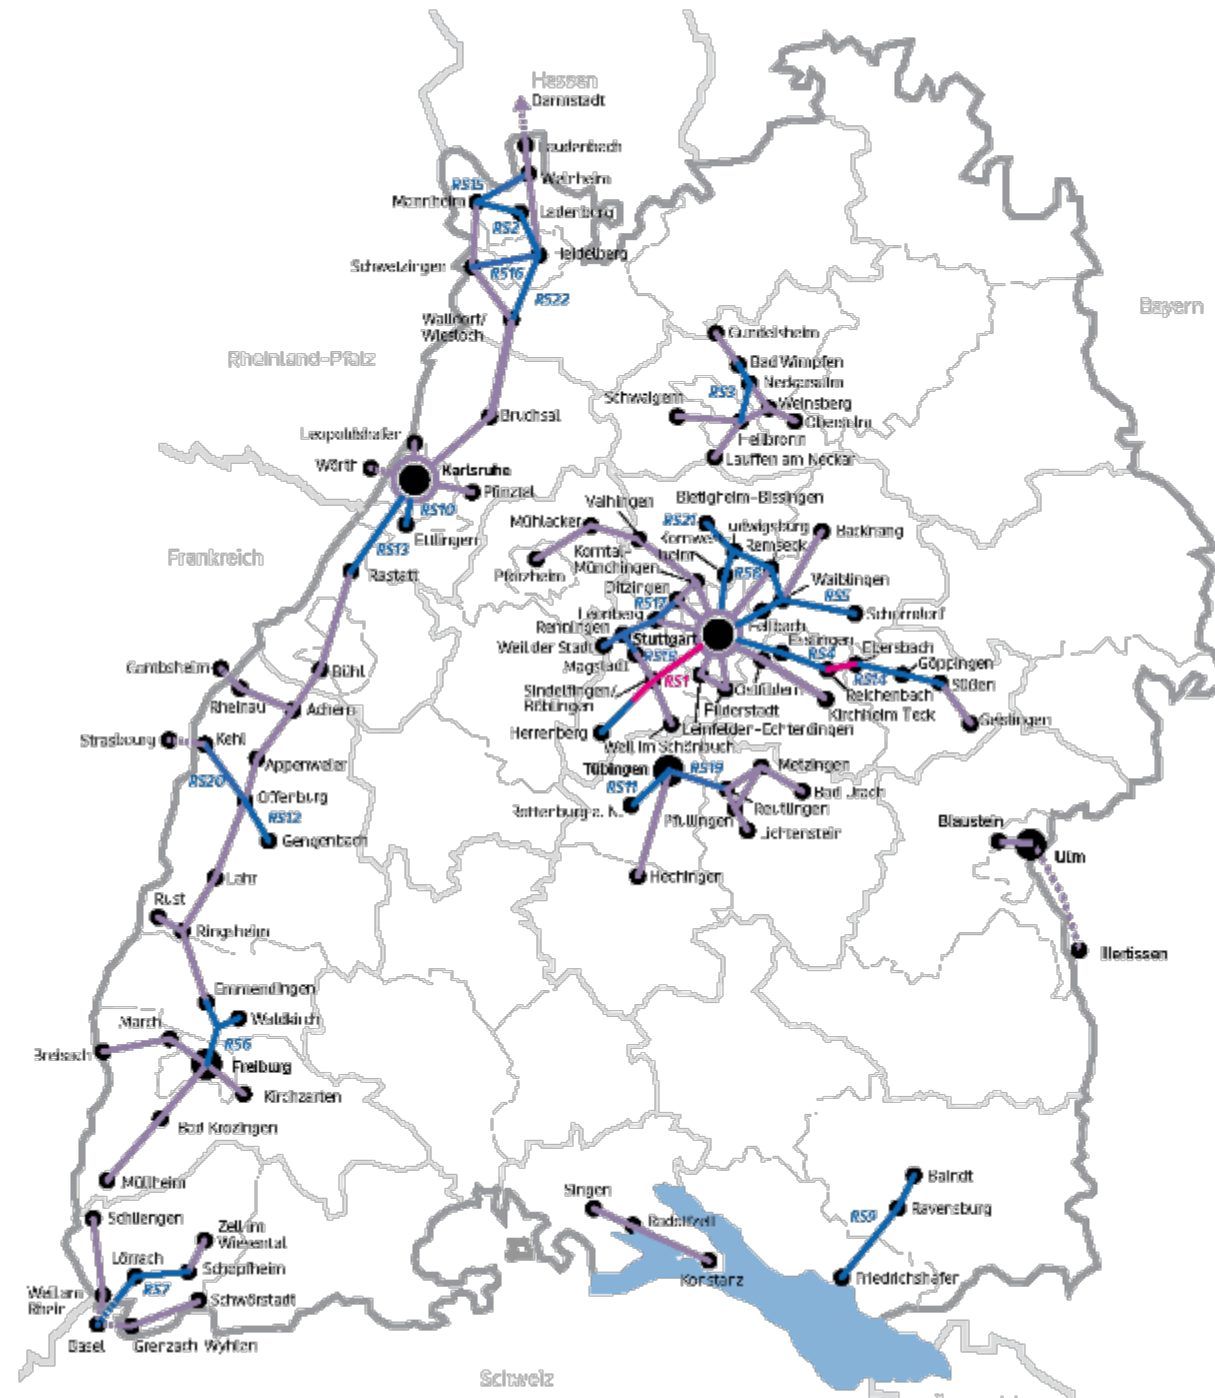 Hessen
Darmstadt
Laudenbach
Weinheim
RS15
Mannheim
Ladenburg
RS2
Heidelberg
Schwetzingen
RS16
RS22
Walldorf/
Wiesloch
Bayern
Rheinland-Pfalz
Gundelsheim
Bad Wimpfen
Neckarsulm
RS3
Schwaigern
Weinsberg
Obersulm
Heilbronn
Lauffen am Neckar
Bruchsal
Leopoldshafen
Wörth
Karlsruhe
Pfinztal
RS10
Ettlingen
RS13
Rastatt
Frankreich
Vaihingen
Bietigheim-Bissingen
Mühlacker
RS21
Ludwigsburg
Backnang
Kornwest-
heim
Remseck
Korntal-
Münchingen
Pforzheim
RS8
Ditzingen
Waiblingen
RS17
RS5
Leonberg
Schorndorf
Fellbach
Renningen
Stuttgart
Esslingen
Weil der Stadt
RS18
RS4
Ebersbach
Magstadt
Göppingen
RS1
RS14
Süßen
Sindelfingen/
Böblingen
Ostfildern
Reichenbach
Filderstadt
Kirchheim Teck
Geislingen
Herrenberg
Leinfelden-Echterdingen
Weil im Schönbuch
Gambsheim
Bühl
Rheinau
Achern
Strasbourg
Kehl
Appenweier
RS20
Offenburg
RS12
Gengenbach
Tübingen
RS19
Metzingen
RS11
Bad Urach
Rottenburg a. N.
Reutlingen
Pfullingen
Lichtenstein
Hechingen
Blaustein
Ulm
Illertissen
Lahr
Rust
Ringsheim
Emmendingen
Waldkirch
March
RS6
Breisach
Freiburg
Kirchzarten
Bad Krozingen
Müllheim
Schliengen
Zell im
Wiesental
Lörrach
Schopfheim
RS7
Weil am
Rhein
Schwörstadt
Basel
Grenzach-Wyhlen
Singen
Radolfzell
Konstanz
Baindt
Ravensburg
RS9
Friedrichshafen
Schweiz